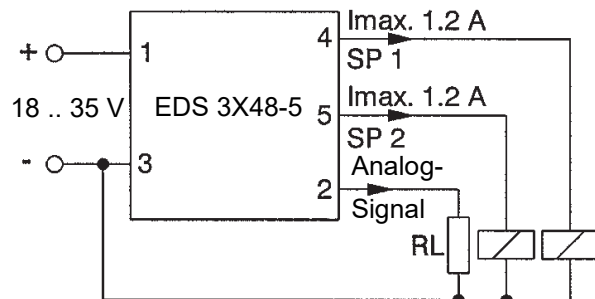 Imax. 1.2 A
+ 1 4
SP 1
18 .. 35 V EDS 3X48-5 Imax. 1.2 A
5
SP 2
- 3 Analog-
2
Signal
RL